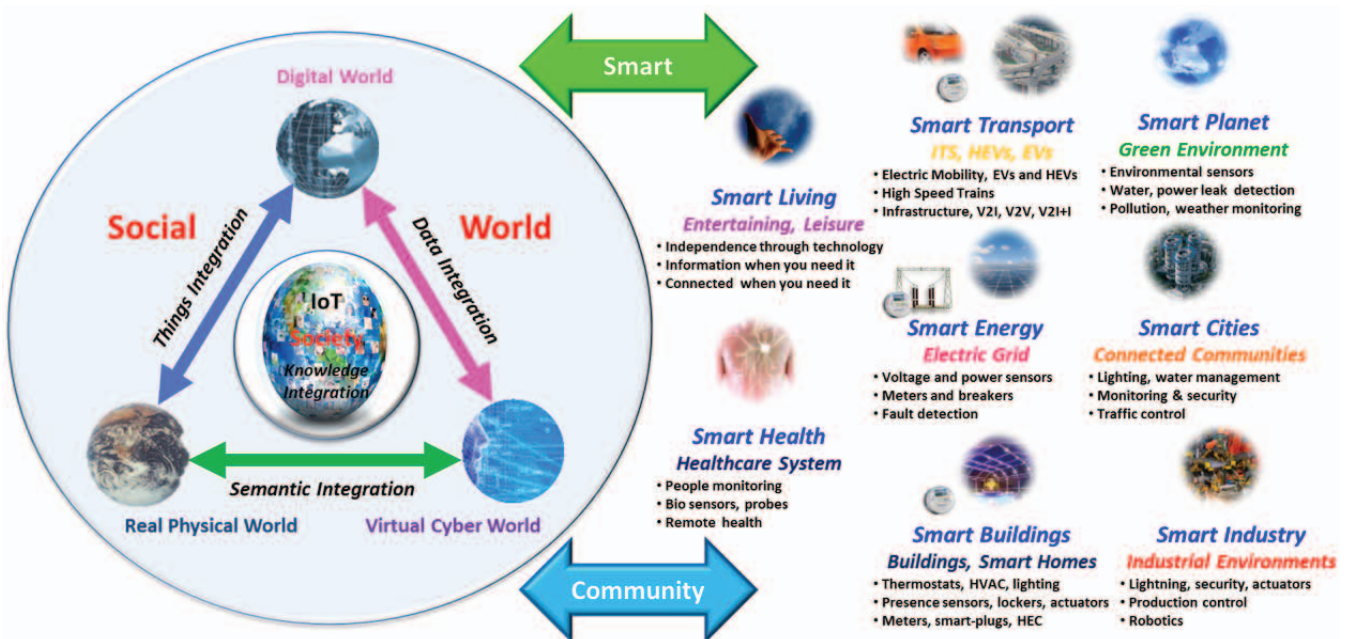 Digital World
Social World
Things Integration
Data Integration
IoT
Society
Knowledge
Integration
Semantic Integration
Real Physical World
Virtual Cyber World
Smart
Community
Smart Living
Entertaining, Leisure
• Independence through technology
• Information when you need it
• Connected when you need it
Smart Health
Healthcare System
• People monitoring
• Bio sensors, probes
• Remote health
Smart Transport
ITS, HEVs, EVs
• Electric Mobility, EVs and HEVs
• High Speed Trains
• Infrastructure, V2I, V2V, V2I+I
Smart Planet
Green Environment
• Environmental sensors
• Water, power leak detection
• Pollution, weather monitoring
Smart Energy
Electric Grid
• Voltage and power sensors
• Meters and breakers
• Fault detection
Smart Cities
Connected Communities
• Lighting, water management
• Monitoring & security
• Traffic control
Smart Buildings
Buildings, Smart Homes
• Thermostats, HVAC, lighting
• Presence sensors, lockers, actuators
• Meters, smart-plugs, HEC
Smart Industry
Industrial Environments
• Lightning, security, actuators
• Production control
• Robotics